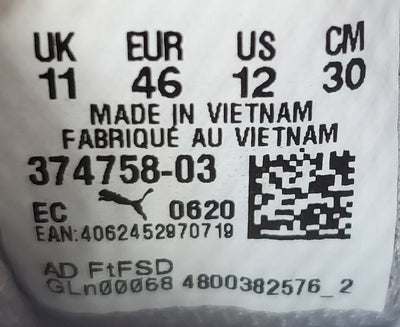 UK EUR US CM
11 46 12 30
MADE IN VIETNAM
FABRIQUÉ AU VIETNAM
374758-03
EC 0620
EAN:4062452970719
AD FtFSD
GLn00068 4800382576_2